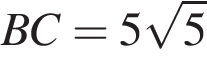 BC = 5√5